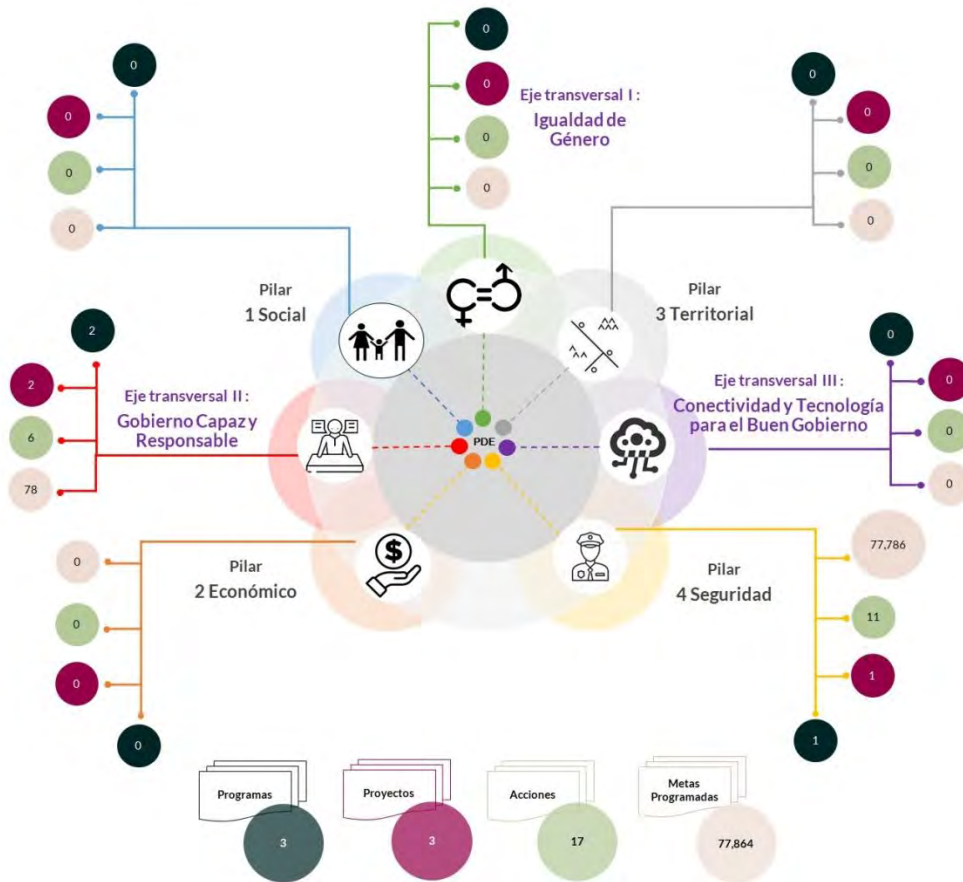 0
0
0
0
0
0
0
0
Eje transversal I :
Igualdad de
Género
0
0
0
0
Pilar
1 Social
Pilar
3 Territorial
2
2
6
78
Eje transversal II :
Gobierno Capaz y
Responsable
PDE
Eje transversal III :
Conectividad y Tecnología
para el Buen Gobierno
0
0
0
0
0
0
0
0
Pilar
2 Económico
$
Pilar
4 Seguridad
77,786
11
1
1
Programas
3
Proyectos
3
Acciones
17
Metas
Programadas
77,864